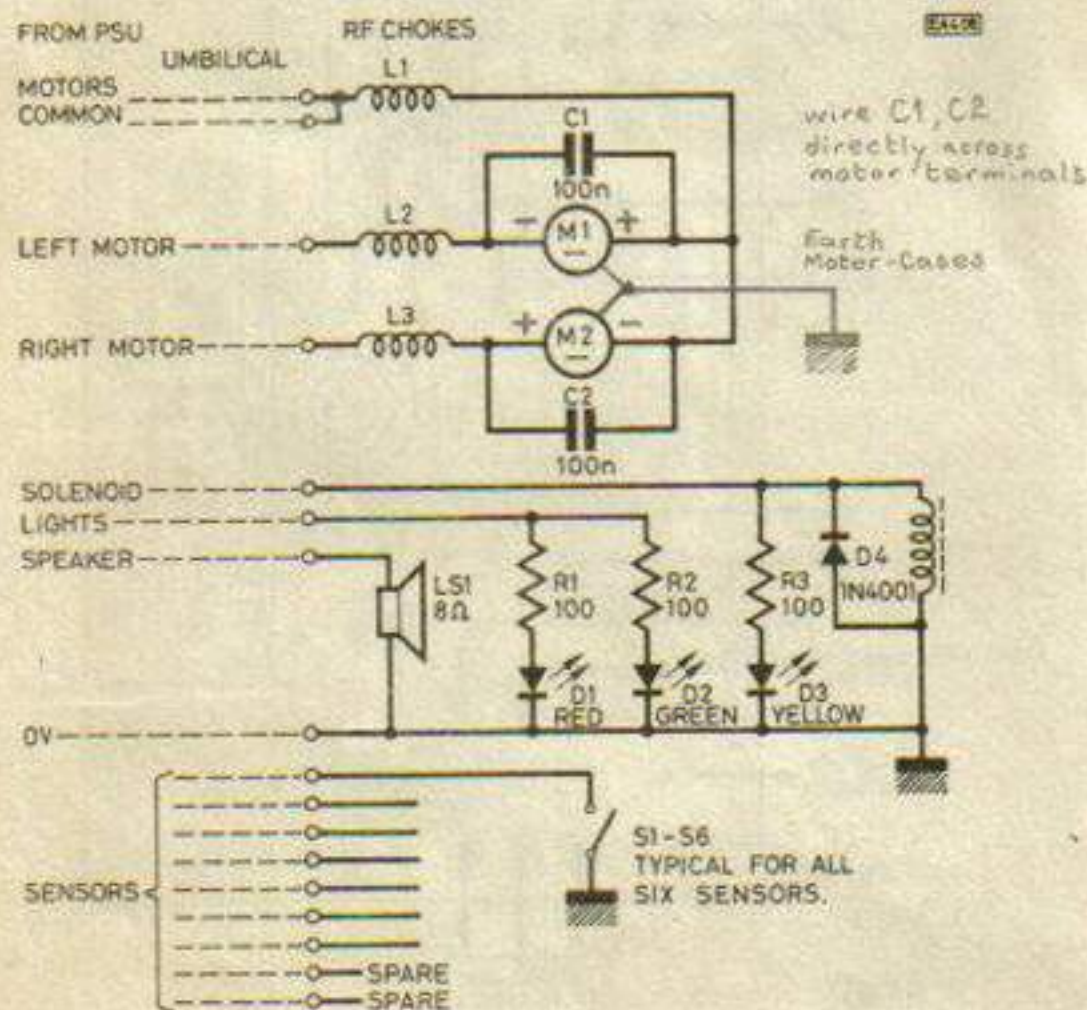 FROM PSU
RF CHOKES
UMBILICAL
L1
MOTORS
COMMON
C1
100n
wire C1, C2
directly across
motor terminals
L2
− M1 +
LEFT MOTOR
Earth
Motor-Cases
L3
+ M2 −
RIGHT MOTOR
C2
100n
SOLENOID
LIGHTS
SPEAKER
LS1
8Ω
R1
100
R2
100
R3
100
D4
1N4001
D1
RED
D2
GREEN
D3
YELLOW
0V
S1-S6
TYPICAL FOR ALL
SIX SENSORS.
SENSORS
SPARE
SPARE